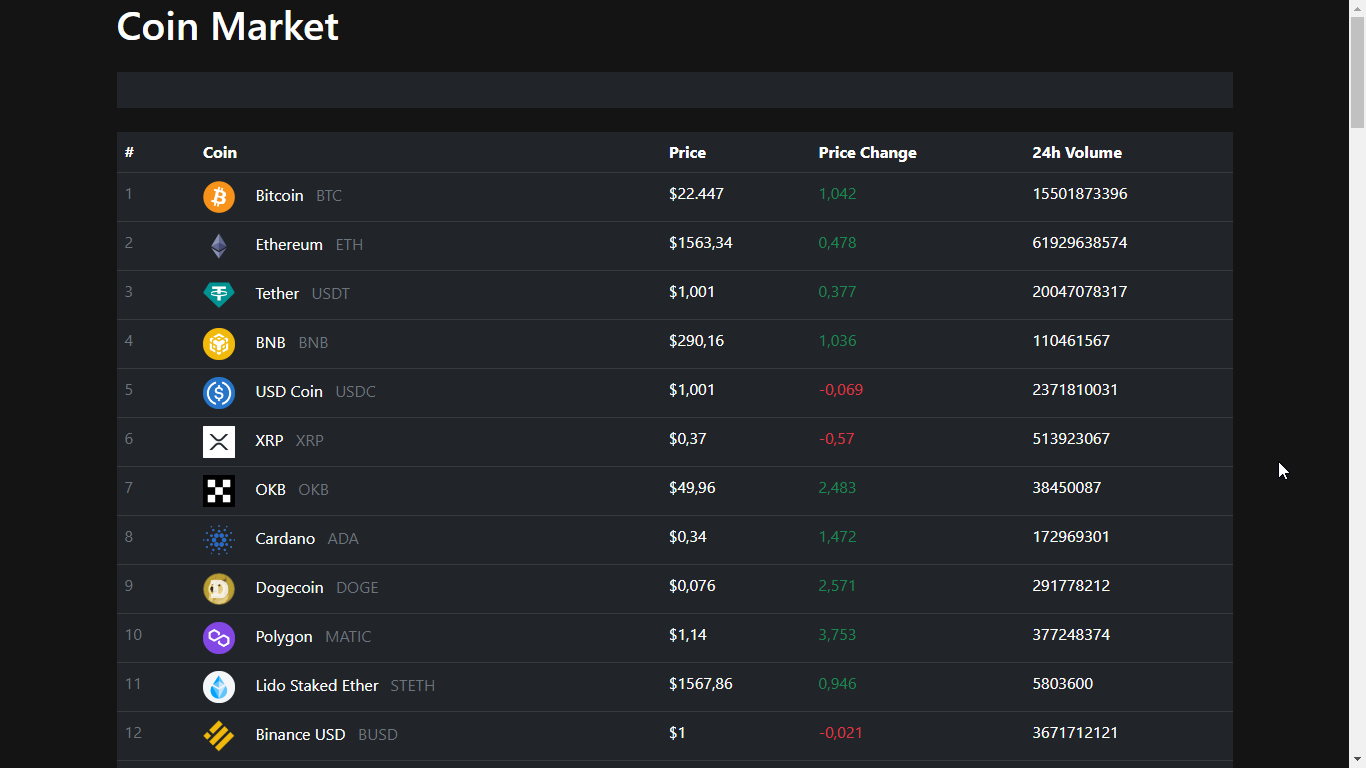 Coin Market
# Coin Price Price Change 24h Volume
1 Bitcoin BTC $22.447 1,042 15501873396
2 Ethereum ETH $1563,34 0,478 61929638574
3 Tether USDT $1,001 0,377 20047078317
4 BNB BNB $290,16 1,036 110461567
5 USD Coin USDC $1,001 -0,069 2371810031
6 XRP XRP $0,37 -0,57 513923067
7 OKB OKB $49,96 2,483 38450087
8 Cardano ADA $0,34 1,472 172969301
9 Dogecoin DOGE $0,076 2,571 291778212
10 Polygon MATIC $1,14 3,753 377248374
11 Lido Staked Ether STETH $1567,86 0,946 5803600
12 Binance USD BUSD $1 -0,021 3671712121